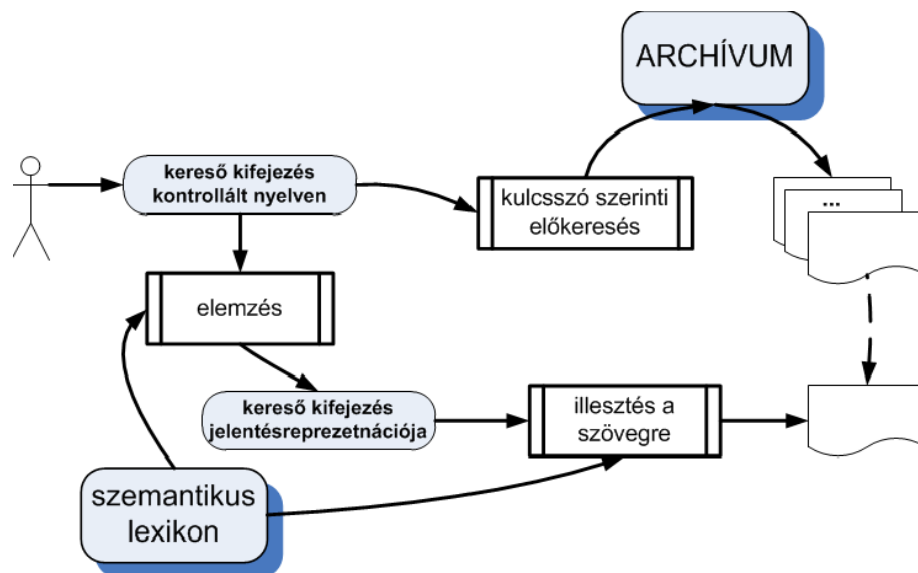 ARCHÍVUM
kereső kifejezés
kontrollált nyelven
kulcsszó szerinti
előkeresés
...
elemzés
kereső kifejezés
jelentésreprezetnációja
illesztés a
szövegre
szemantikus
lexikon